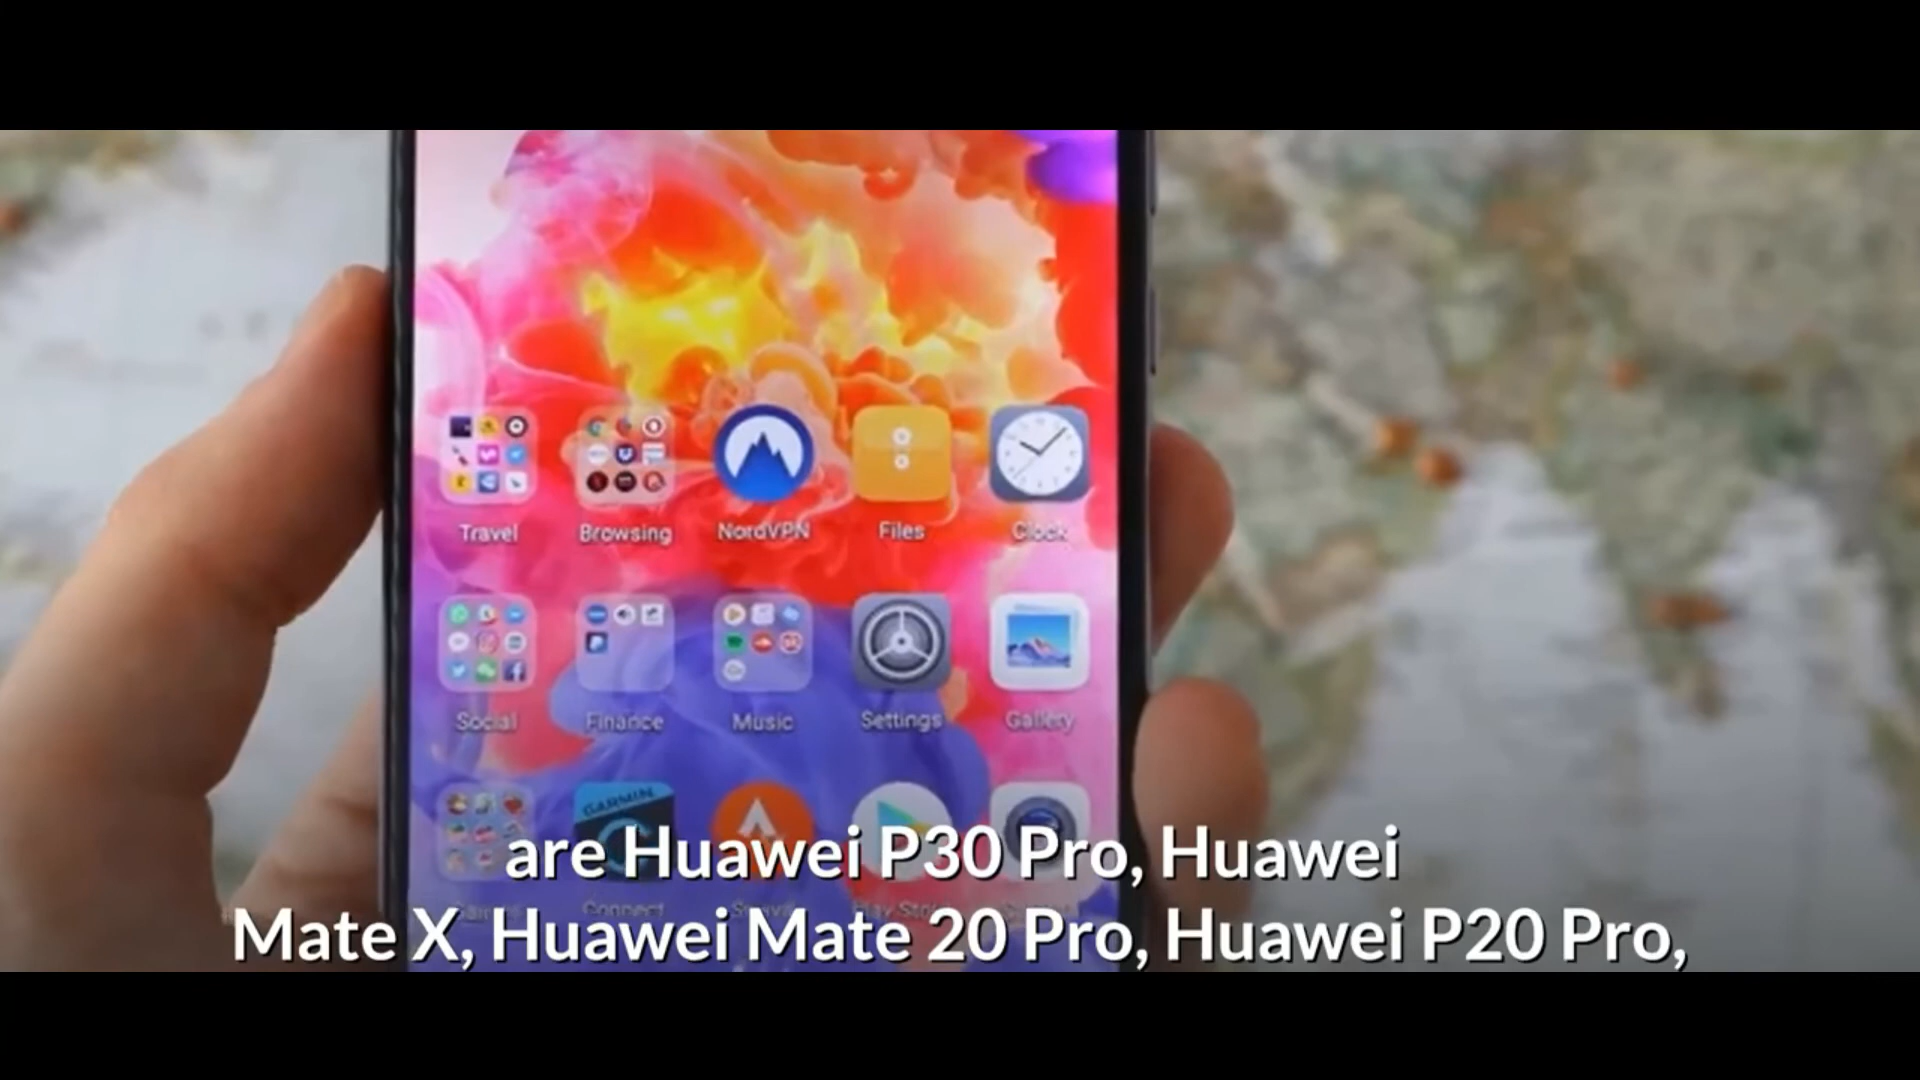 Travel Browsing NordVPN Files Clock
Social Finance Music Settings Gallery
GARMIN
Connect
are Huawei P30 Pro, Huawei
Mate X, Huawei Mate 20 Pro, Huawei P20 Pro,